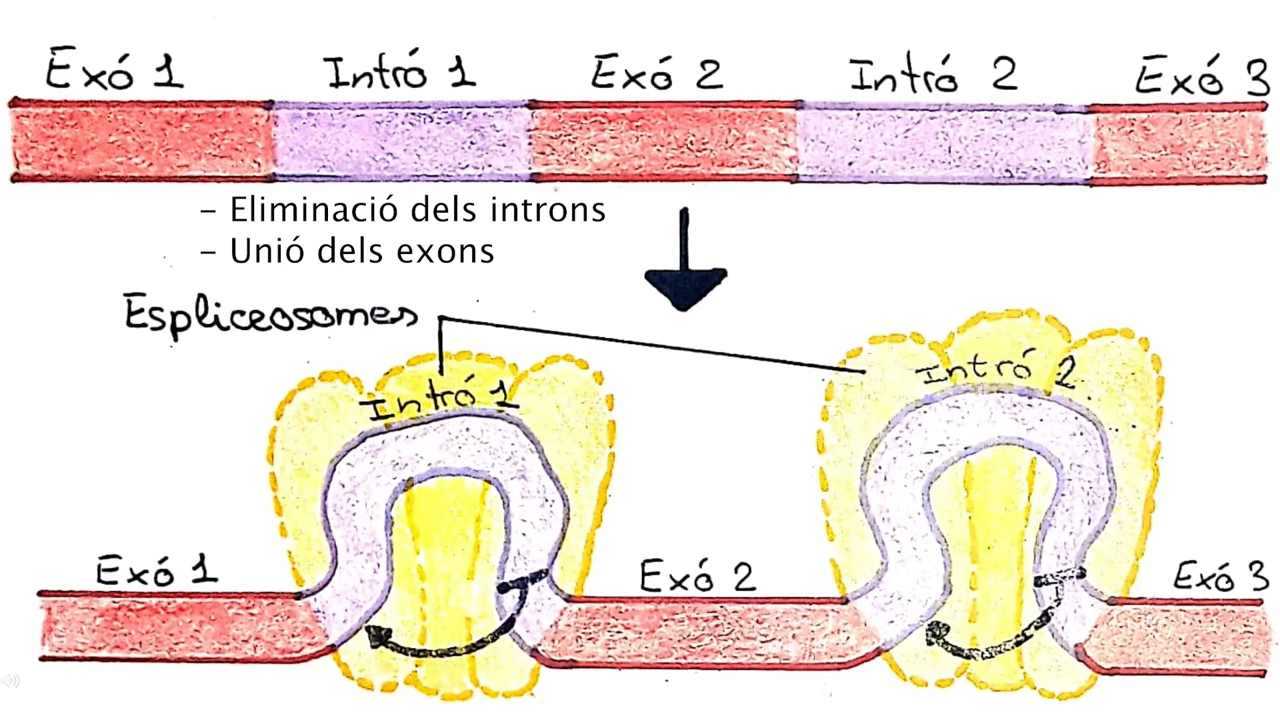 Exó 1 Intró 1 Exó 2 Intró 2 Exó 3
– Eliminació dels introns
– Unió dels exons
Espliceosomes
Intró 1 Intró 2
Exó 1 Exó 2 Exó 3